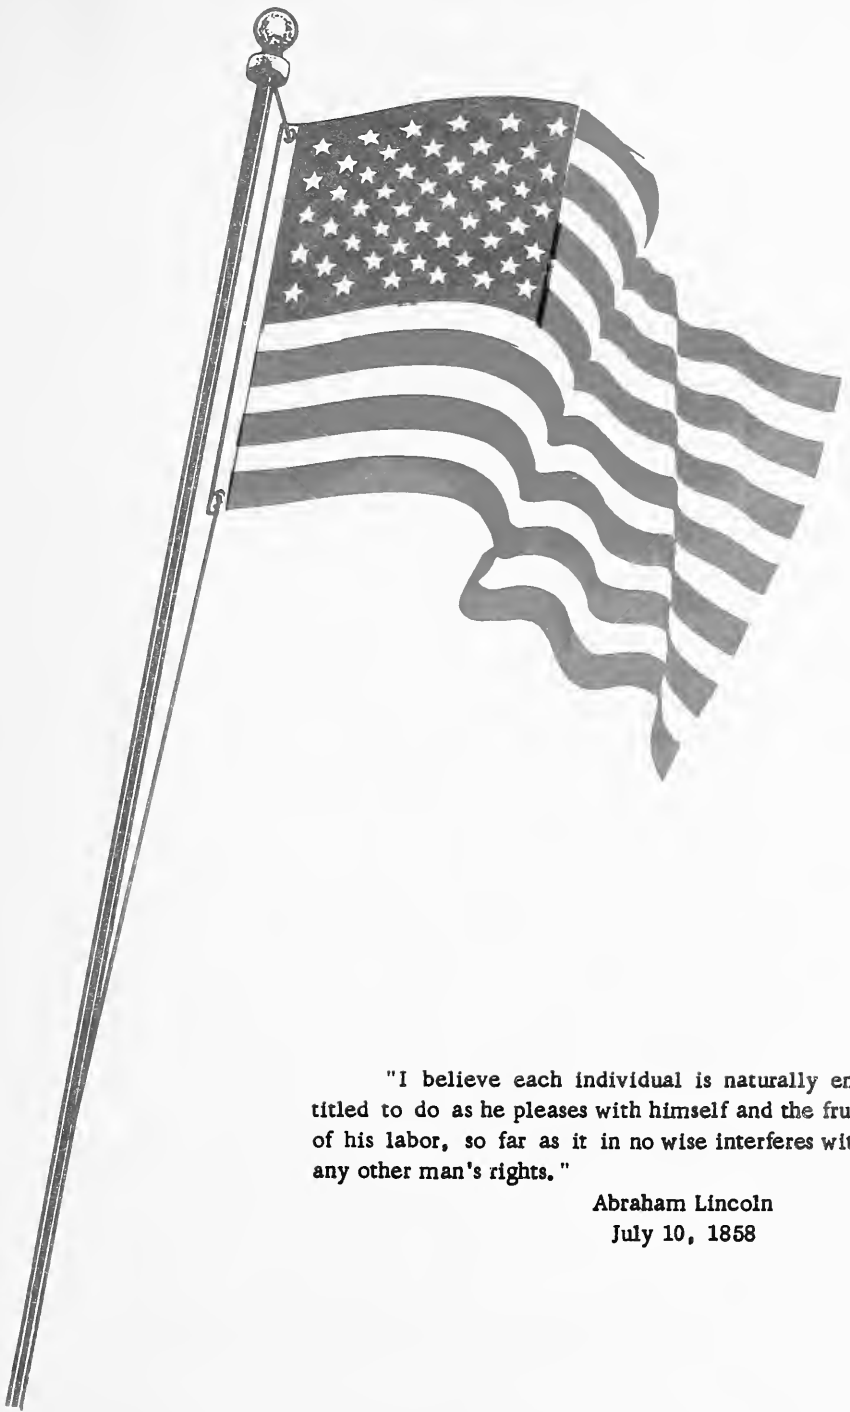 "I believe each individual is naturally en
titled to do as he pleases with himself and the fru
of his labor, so far as it in no wise interferes wit
any other man's rights."
Abraham Lincoln
July 10, 1858